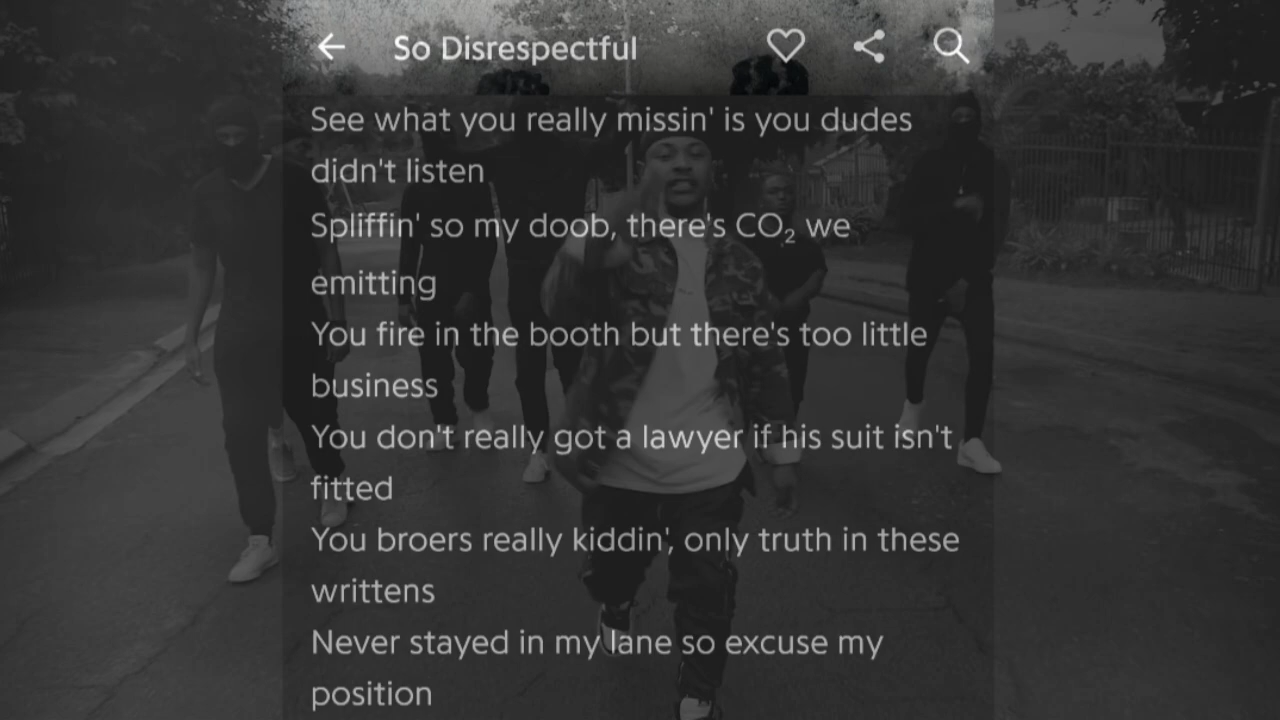 So Disrespectful
See what you really missin' is you dudes
didn't listen
Spliffin' so my doob, there's CO₂ we
emitting
You fire in the booth but there's too little
business
You don't really got a lawyer if his suit isn't
fitted
You broers really kiddin', only truth in these
writtens
Never stayed in my lane so excuse my
position